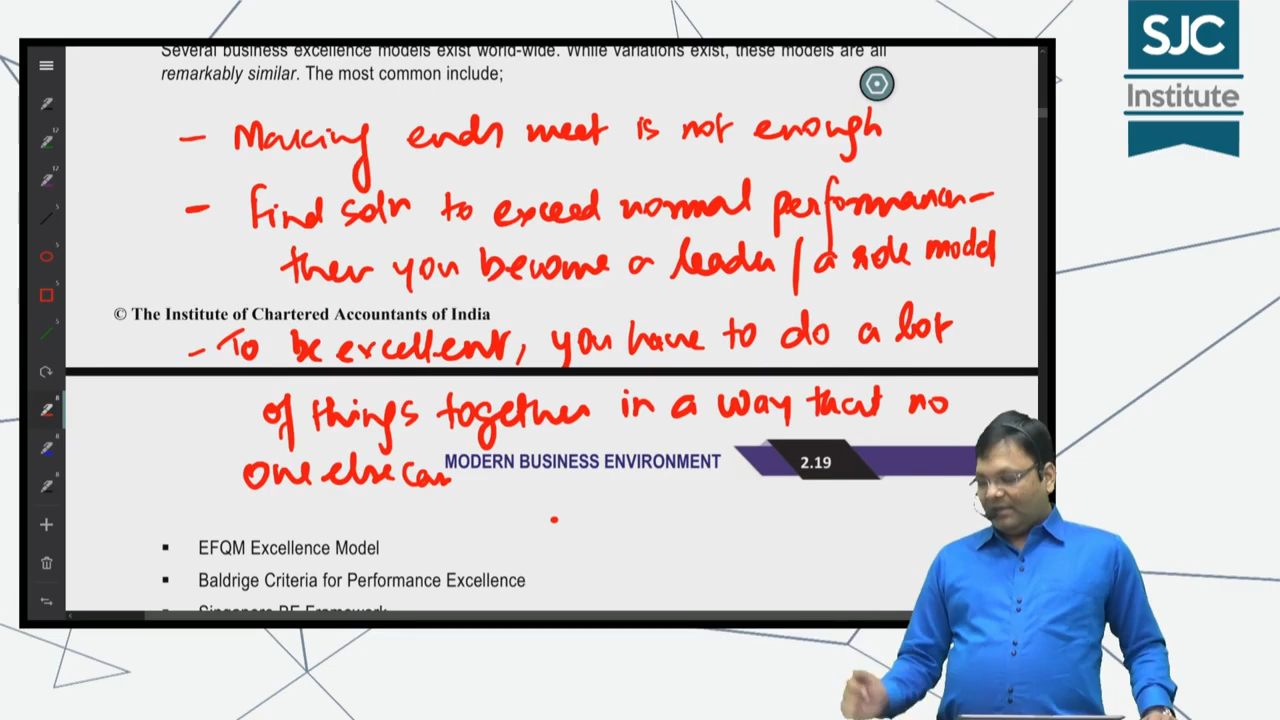 SJC
Institute
Several business excellence models exist world-wide. While variations exist, these models are all
remarkably similar. The most common include;
- Making ends meet is not enough
- Find soln to exceed normal performance -
then you become a leader / a role model
© The Institute of Chartered Accountants of India
- To be excellent, you have to do a lot
of things together in a way that no
one else can
MODERN BUSINESS ENVIRONMENT 2.19
▪ EFQM Excellence Model
▪ Baldrige Criteria for Performance Excellence
▪ Singapore BE Framework